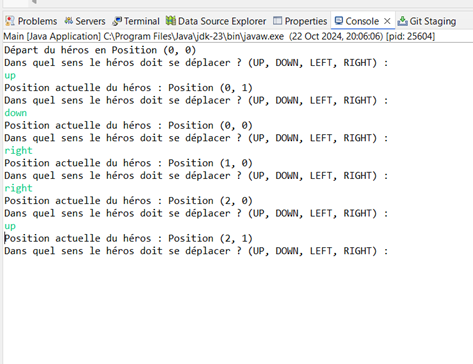 Problems Servers Terminal Data Source Explorer Properties Console Git Staging
Main [Java Application] C:\Program Files\Java\jdk-23\bin\javaw.exe (22 Oct 2024, 20:06:06) [pid: 25604]
Départ du héros en Position (0, 0)
Dans quel sens le héros doit se déplacer ? (UP, DOWN, LEFT, RIGHT) :
up
Position actuelle du héros : Position (0, 1)
Dans quel sens le héros doit se déplacer ? (UP, DOWN, LEFT, RIGHT) :
down
Position actuelle du héros : Position (0, 0)
Dans quel sens le héros doit se déplacer ? (UP, DOWN, LEFT, RIGHT) :
right
Position actuelle du héros : Position (1, 0)
Dans quel sens le héros doit se déplacer ? (UP, DOWN, LEFT, RIGHT) :
right
Position actuelle du héros : Position (2, 0)
Dans quel sens le héros doit se déplacer ? (UP, DOWN, LEFT, RIGHT) :
up
Position actuelle du héros : Position (2, 1)
Dans quel sens le héros doit se déplacer ? (UP, DOWN, LEFT, RIGHT) :